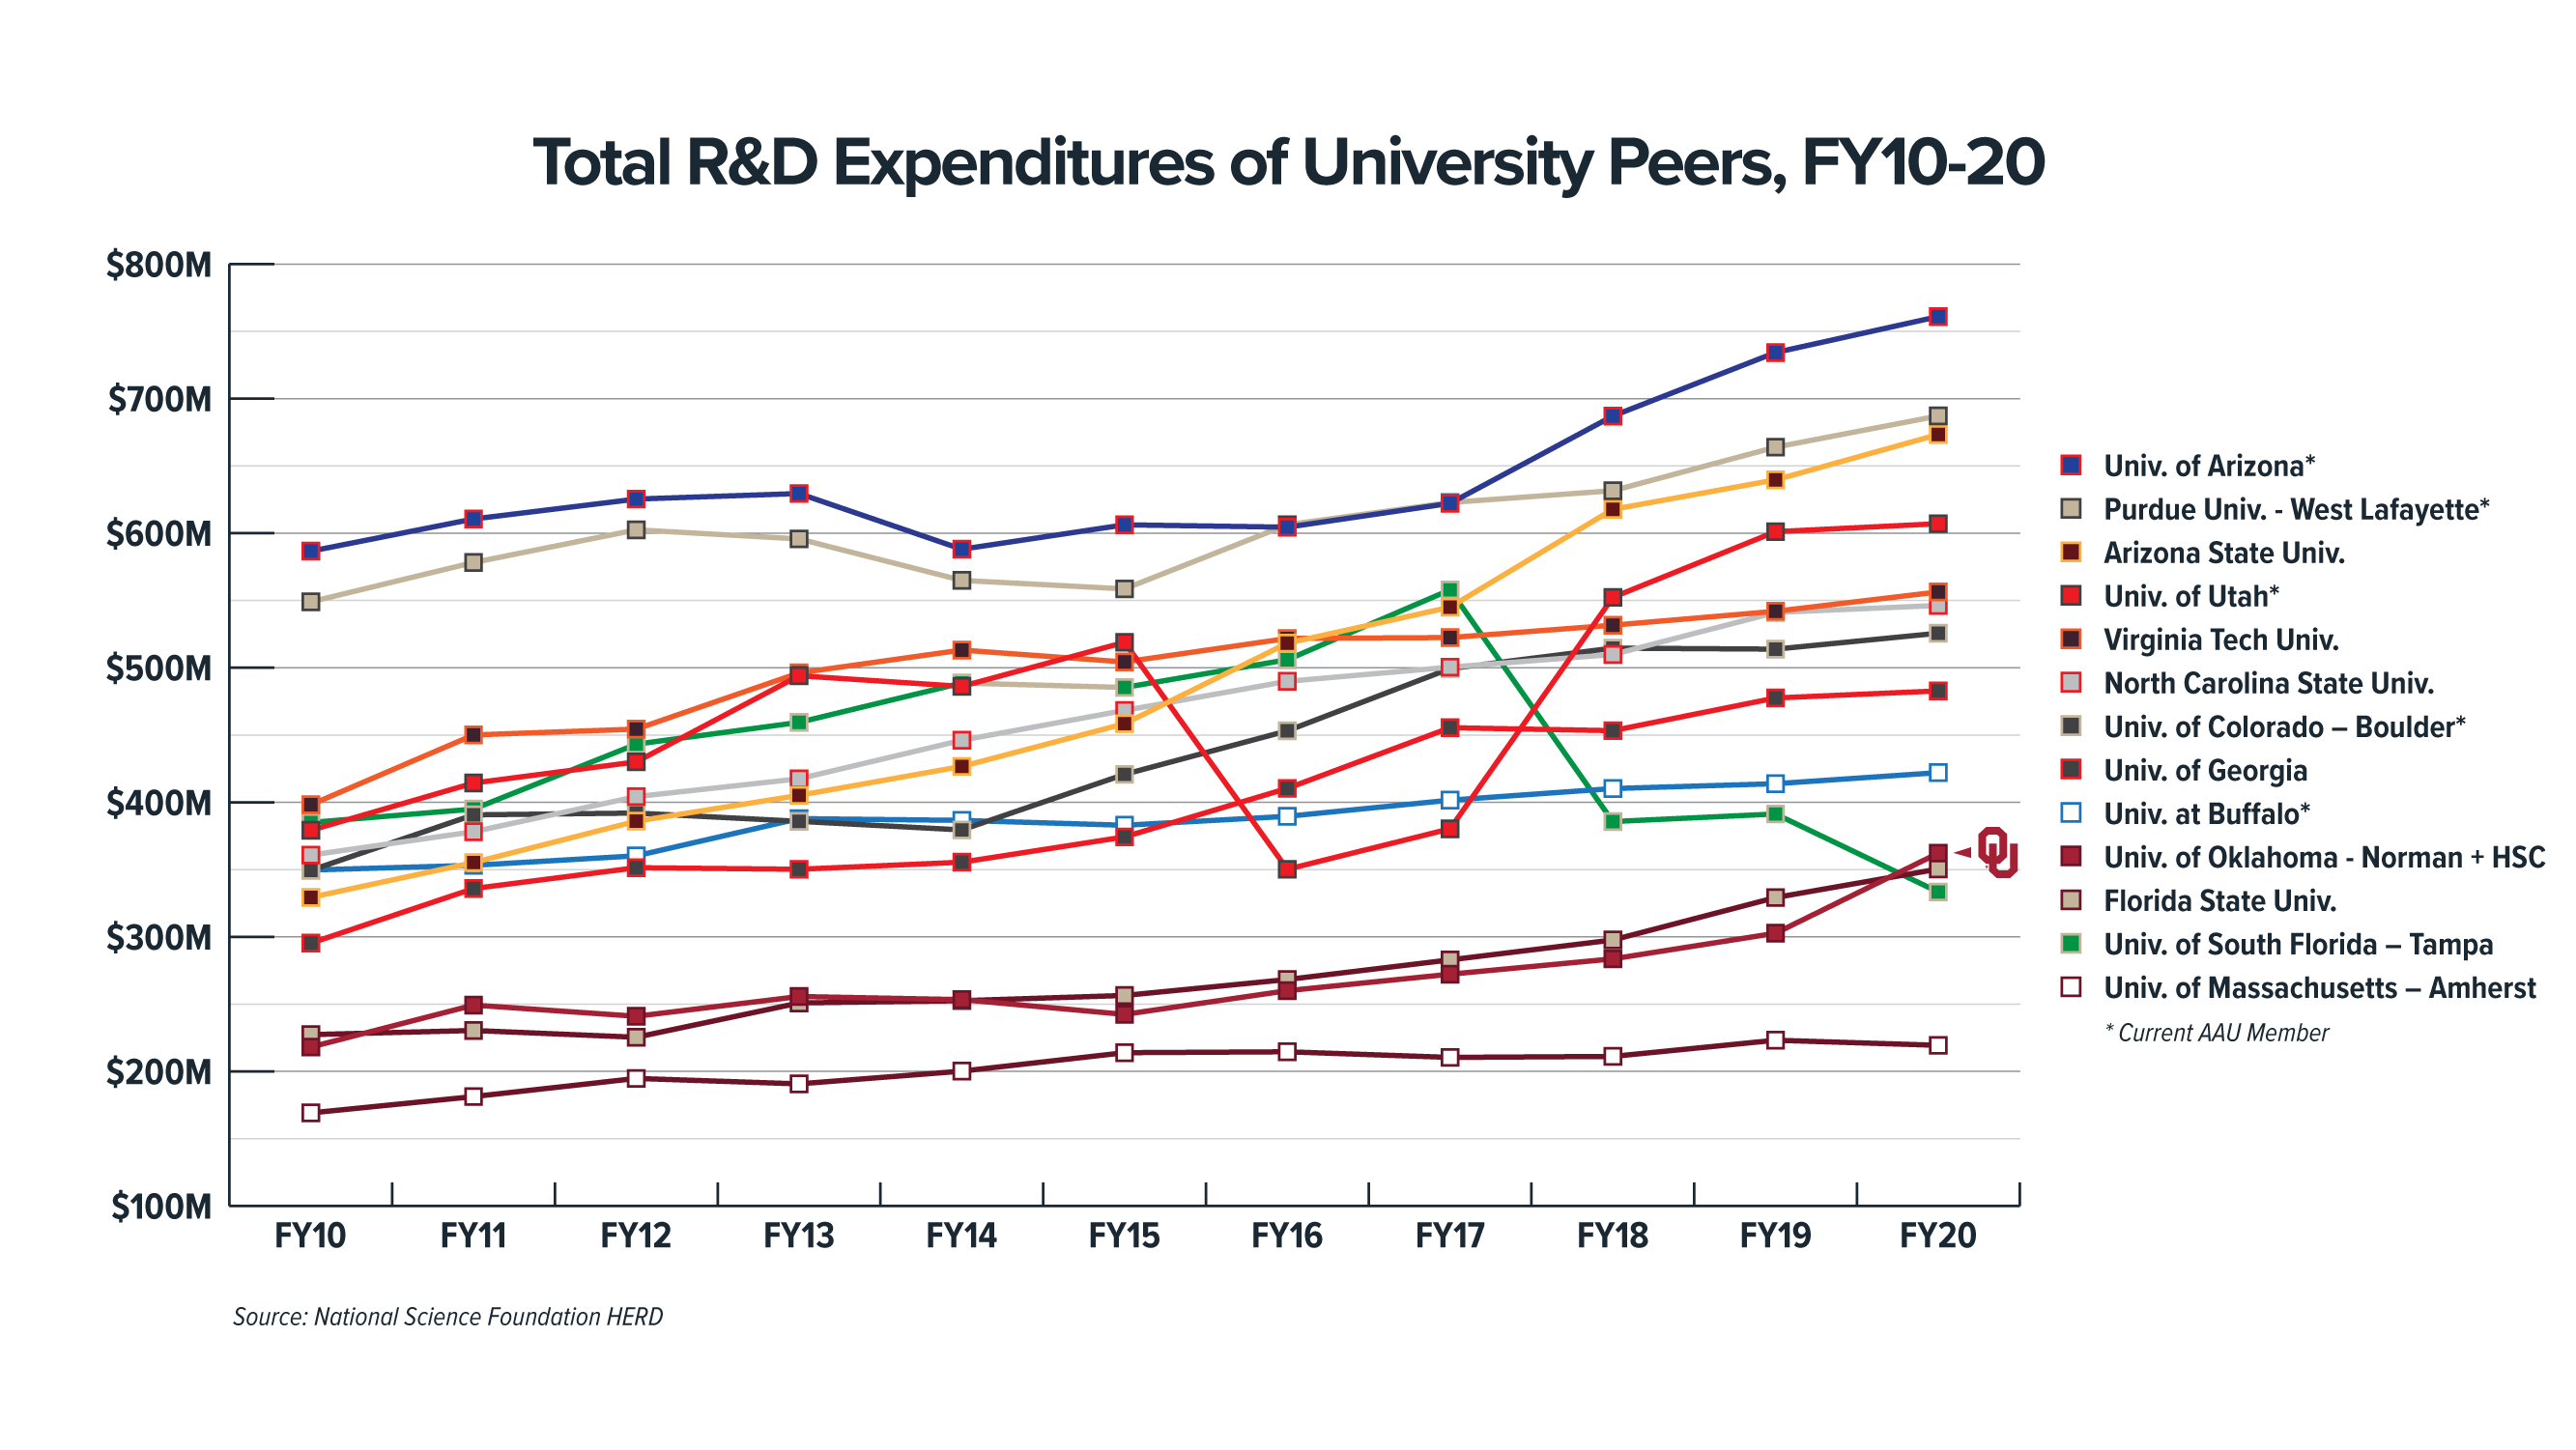 Total R&D Expenditures of University Peers, FY10-20
$800M
$700M
$600M
$500M
$400M
$300M
$200M
$100M
FY10 FY11 FY12 FY13 FY14 FY15 FY16 FY17 FY18 FY19 FY20
Univ. of Arizona*
Purdue Univ. - West Lafayette*
Arizona State Univ.
Univ. of Utah*
Virginia Tech Univ.
North Carolina State Univ.
Univ. of Colorado – Boulder*
Univ. of Georgia
Univ. at Buffalo*
OU
Univ. of Oklahoma - Norman + HSC
Florida State Univ.
Univ. of South Florida – Tampa
Univ. of Massachusetts – Amherst
* Current AAU Member
Source: National Science Foundation HERD